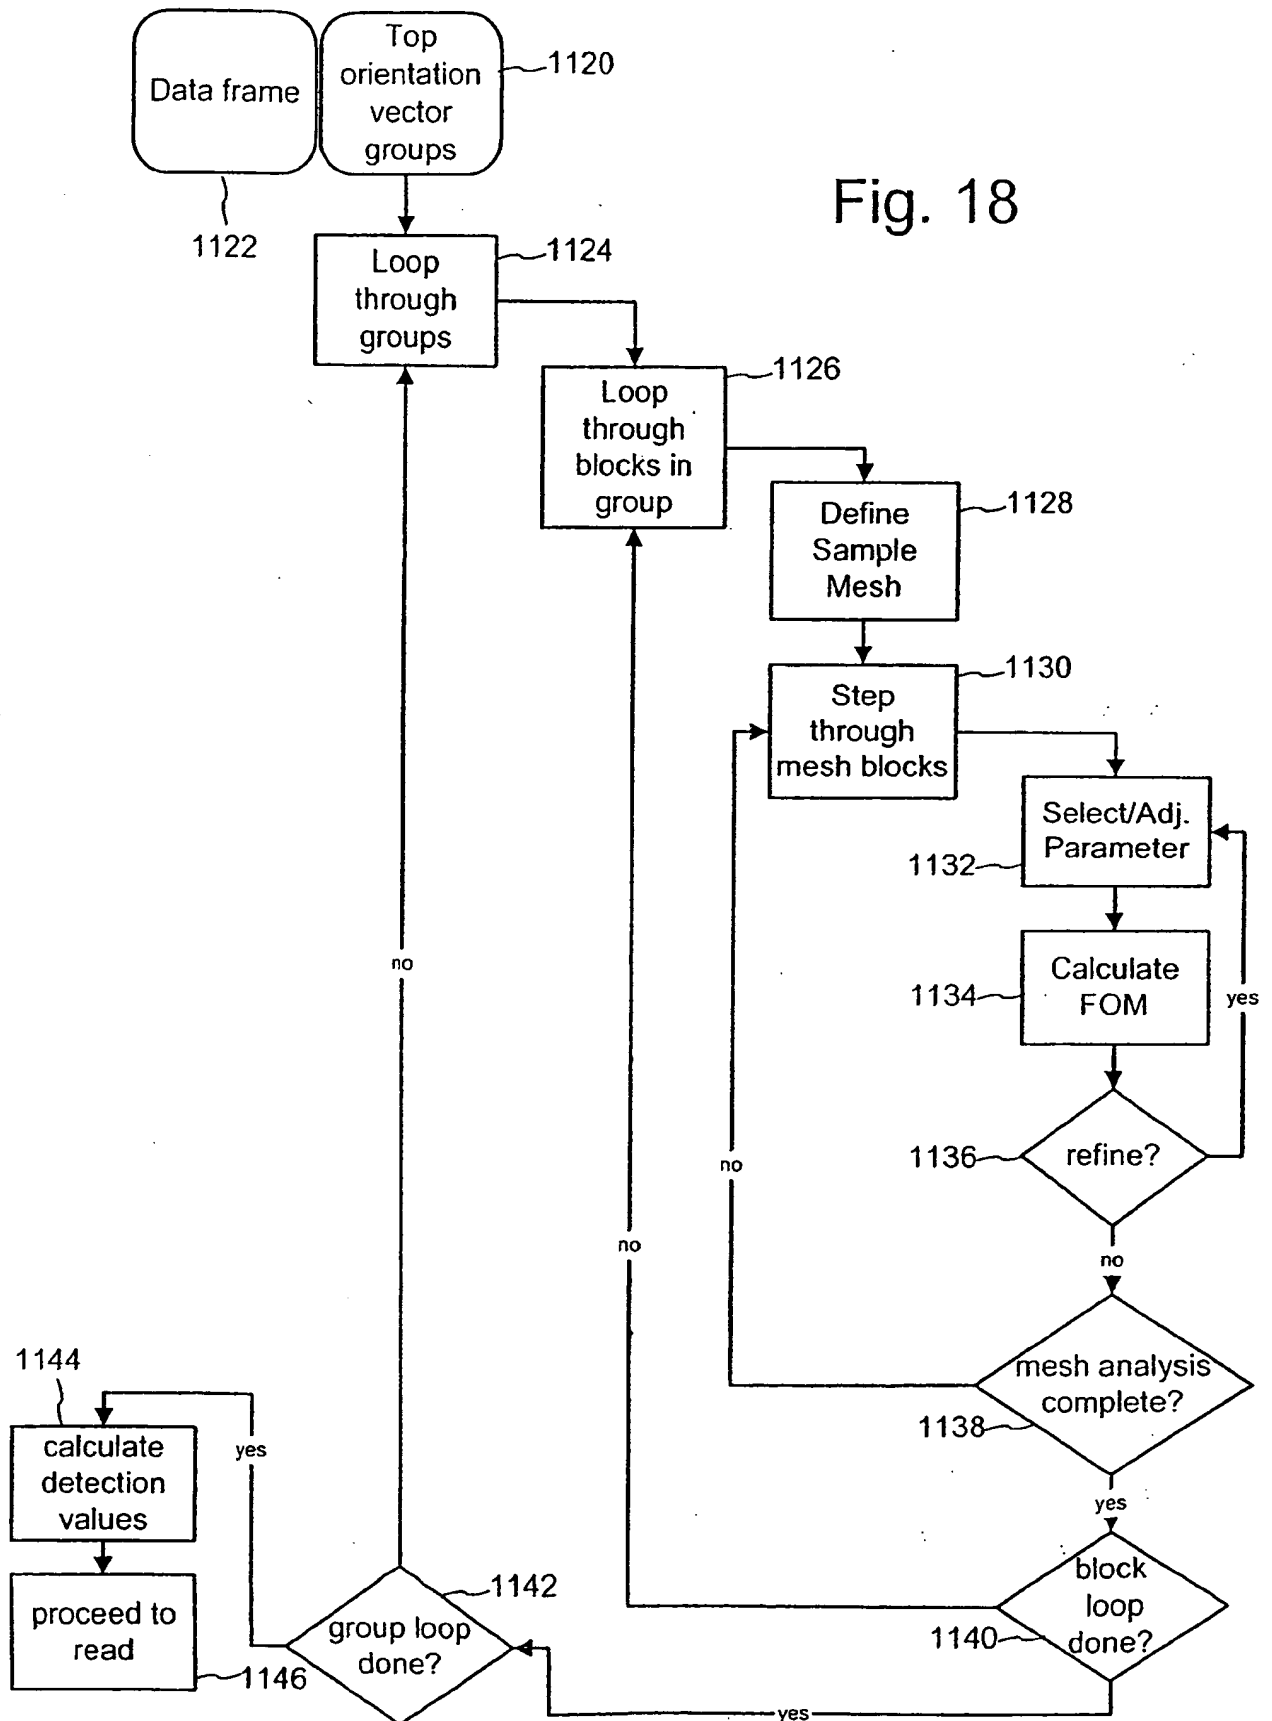 Data frame
Top
orientation
vector
groups
1120
1122
Fig. 18
Loop
through
groups
1124
Loop
through
blocks in
group
1126
Define
Sample
Mesh
1128
Step
through
mesh blocks
1130
Select/Adj.
Parameter
1132
Calculate
FOM
1134
yes
refine?
1136
no
no
no
no
mesh analysis
complete?
1138
yes
block
loop
done?
1140
yes
group loop
done?
1142
yes
1144
calculate
detection
values
proceed to
read
1146